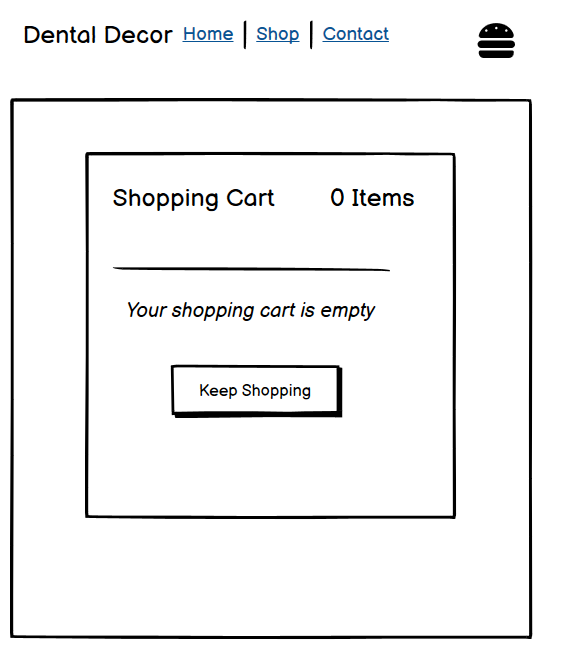 Dental Decor Home | Shop | Contact
Shopping Cart 0 Items
Your shopping cart is empty
Keep Shopping